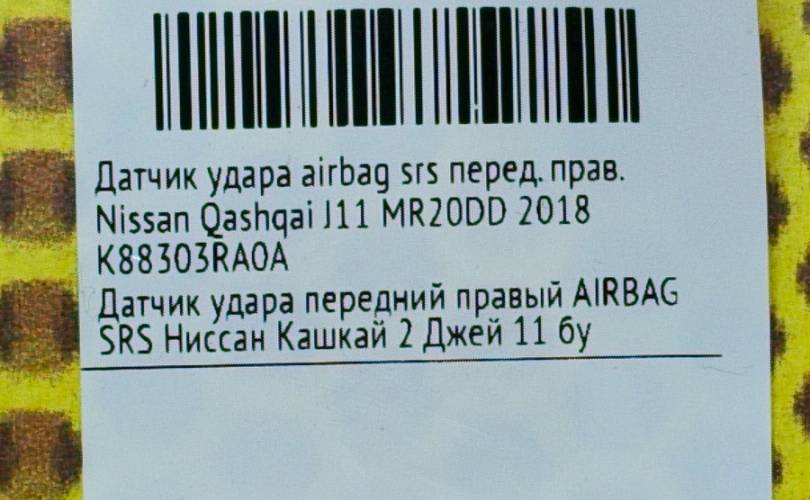 Датчик удара airbag srs перед. прав.
Nissan Qashqai J11 MR20DD 2018
K88303RA0A
Датчик удара передний правый AIRBAG
SRS Ниссан Кашкай 2 Джей 11 бу